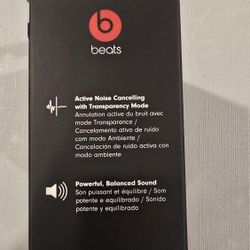 beats
Active Noise Cancelling
with Transparency Mode
Annulation active du bruit avec
mode Transparence /
Cancelamento ativo de ruído
com modo Ambiente /
Cancelación de ruido activa con
modo ambiente
Powerful, Balanced Sound
Son puissant et équilibré / Som
potente e equilibrado / Sonido
potente y equilibrado